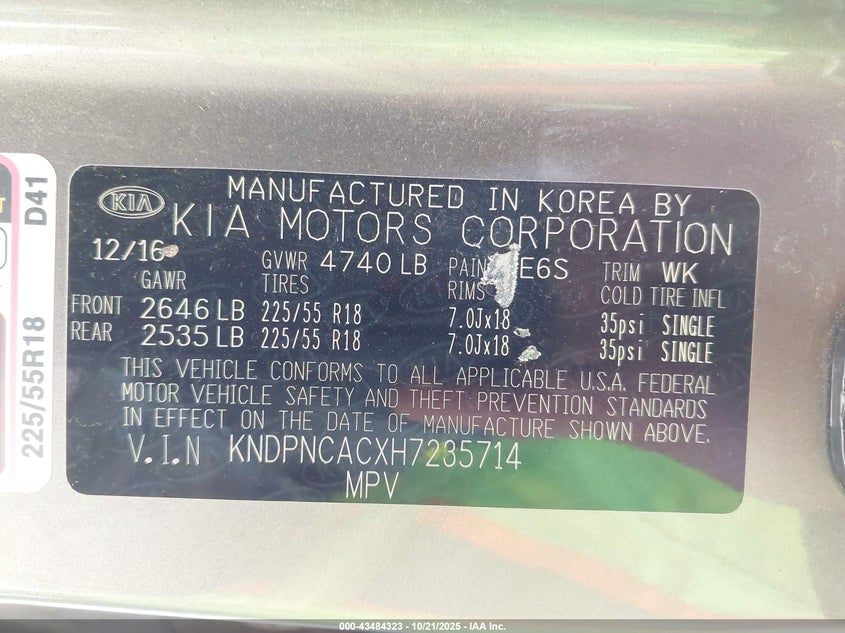 KIA
MANUFACTURED IN KOREA BY
KIA MOTORS CORPORATION
12/16 GVWR 4740 LB E6S TRIM WK
GAWR TIRES RIMS COLD TIRE INFL
FRONT 2646 LB 225/55 R18 7.0Jx18 35psi SINGLE
REAR 2535 LB 225/55 R18 7.0Jx18 35psi SINGLE
THIS VEHICLE CONFORMS TO ALL APPLICABLE U.S.A. FEDERAL
MOTOR VEHICLE SAFETY AND THEFT PREVENTION STANDARDS
IN EFFECT ON THE DATE OF MANUFACTURE SHOWN ABOVE.
V.I.N KNDPNCACXH7235714
MPV
D41
225/55R18
000-43484323 - 10/21/2025 - IAA Inc.